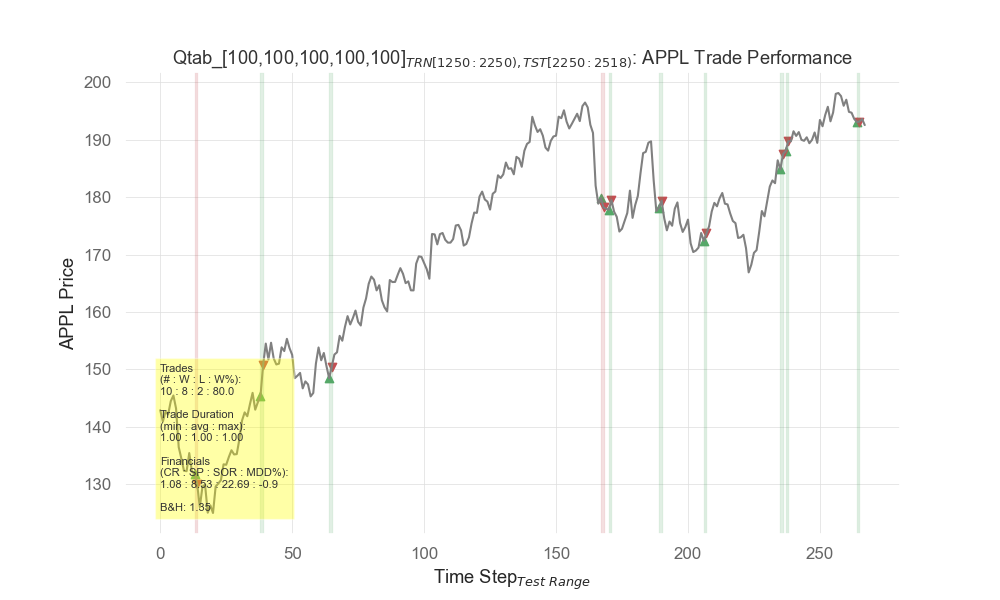 Qtab_[100,100,100,100,100]TRN[1250:2250),TST[2250:2518): APPL Trade Performance
200
190
180
170
160
150
140
130
APPL Price
Trades
(# : W : L : W%):
10 : 8 : 2 : 80.0
Trade Duration
(min : avg : max):
1.00 : 1.00 : 1.00
Financials
(CR : SP : SOR : MDD%):
1.08 : 8.53 : 22.69 : -0.9
B&H: 1.35
0 50 100 150 200 250
Time Step Test Range